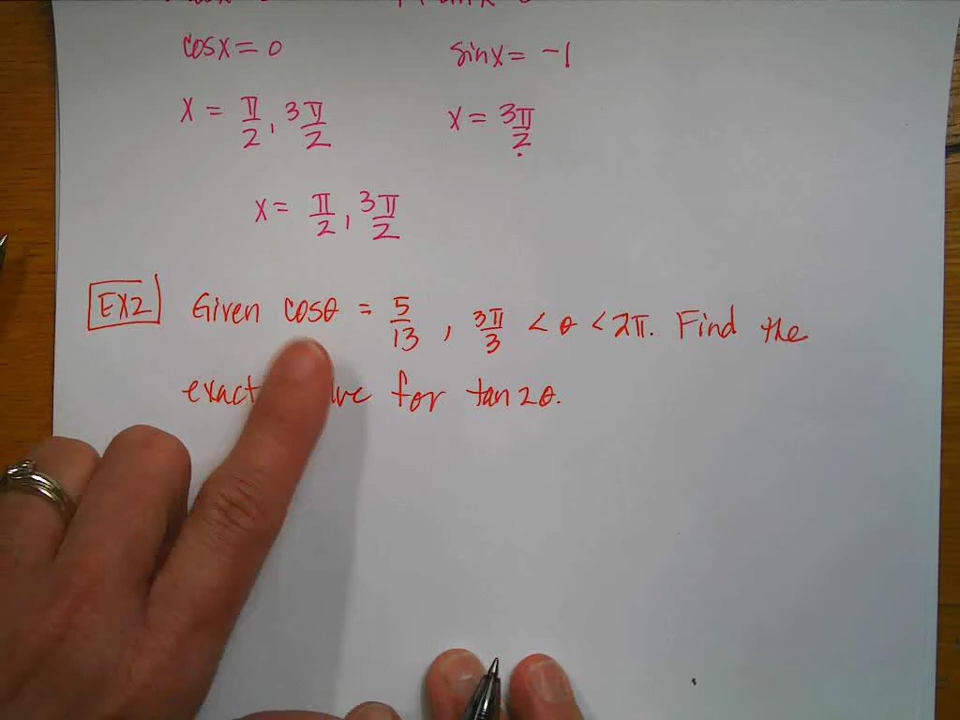 cosx = 0 sinx = -1
x = π/2, 3π/2 x = 3π/2
x = π/2, 3π/2
EX2 Given cosθ = 5/13, 3π/3 < θ < 2π. Find the
exact for tan2θ.